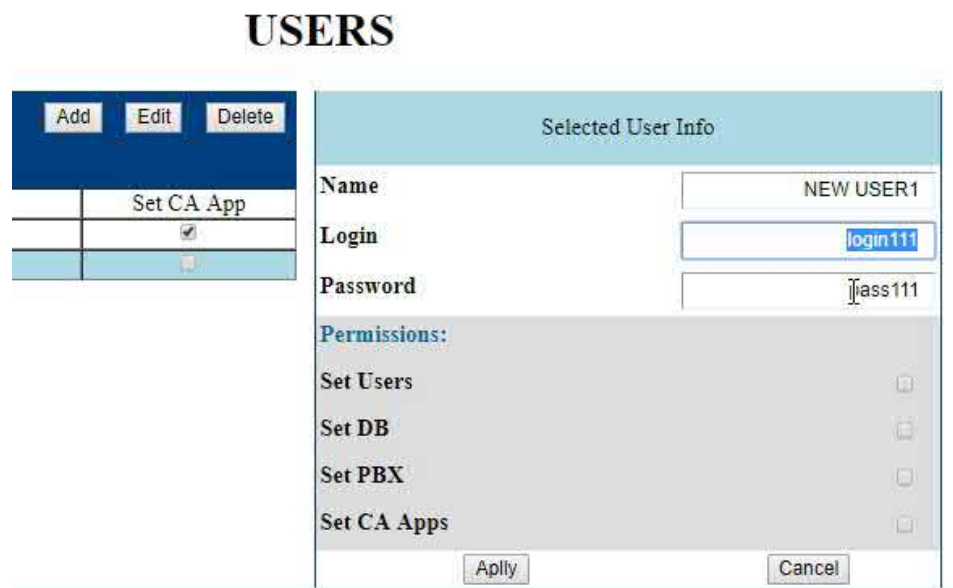 USERS
Add Edit Delete
Set CA App
Selected User Info
Name NEW USER1
Login login111
Password pass111
Permissions:
Set Users
Set DB
Set PBX
Set CA Apps
Aplly Cancel